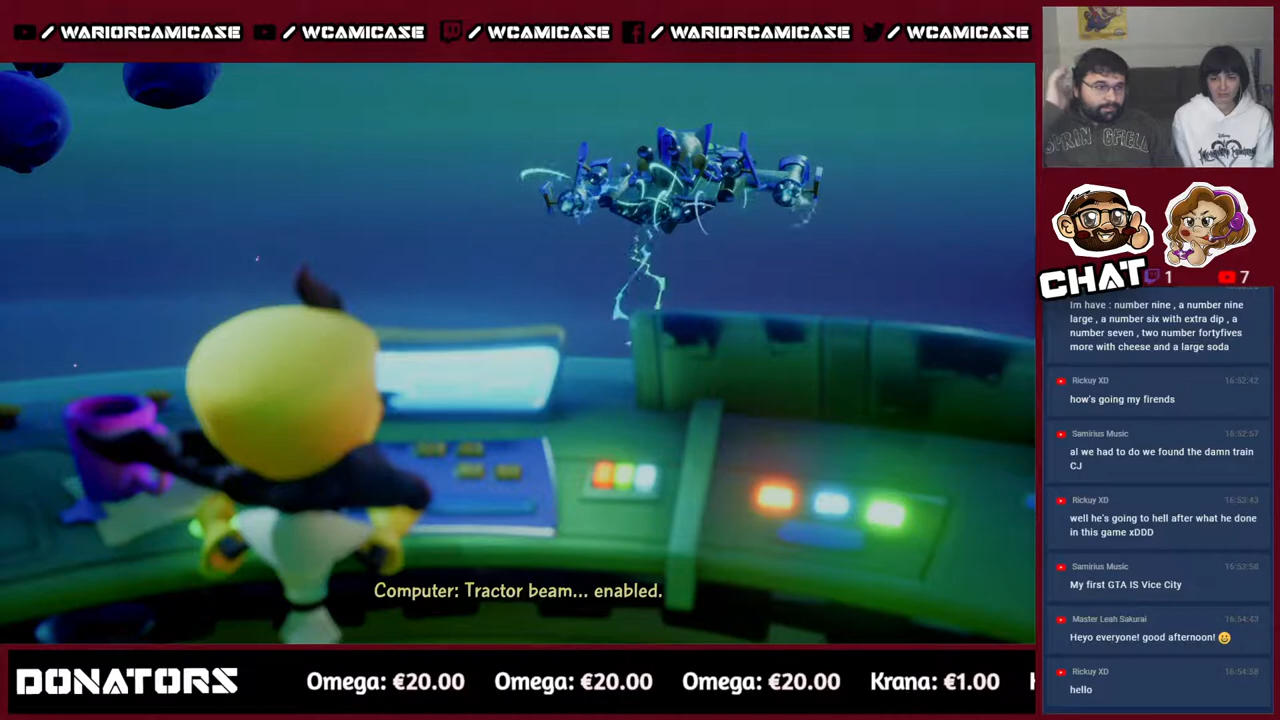 / WARIORCAMICASE / WCAMICASE / WCAMICASE / WARIORCAMICASE / WCAMICASE
SPRINGFIELD
Disney
CHAT 1 7
Im have : number nine , a number nine
large , a number six with extra dip , a
number seven , two number fortyfives
more with cheese and a large soda
Rickuy XD 16:52:42
how's going my firends
Samirius Music 16:52:57
al we had to do we found the damn train
CJ
Rickuy XD 16:53:43
well he's going to hell after what he done
in this game xDDD
Samirius Music 16:53:58
My first GTA IS Vice City
Master Leah Sakurai 16:54:43
Heyo everyone! good afternoon! 😀
Rickuy XD 16:54:58
hello
Computer: Tractor beam... enabled.
DONATORS Omega: €20.00 Omega: €20.00 Omega: €20.00 Krana: €1.00